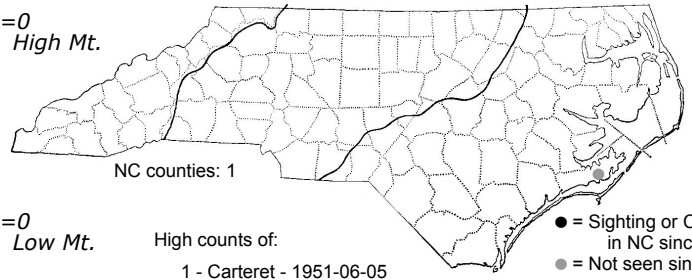 =0
High Mt.
NC counties: 1
=0
Low Mt.
High counts of:
1 - Carteret - 1951-06-05
● = Sighting or
in NC sinc
● = Not seen sin